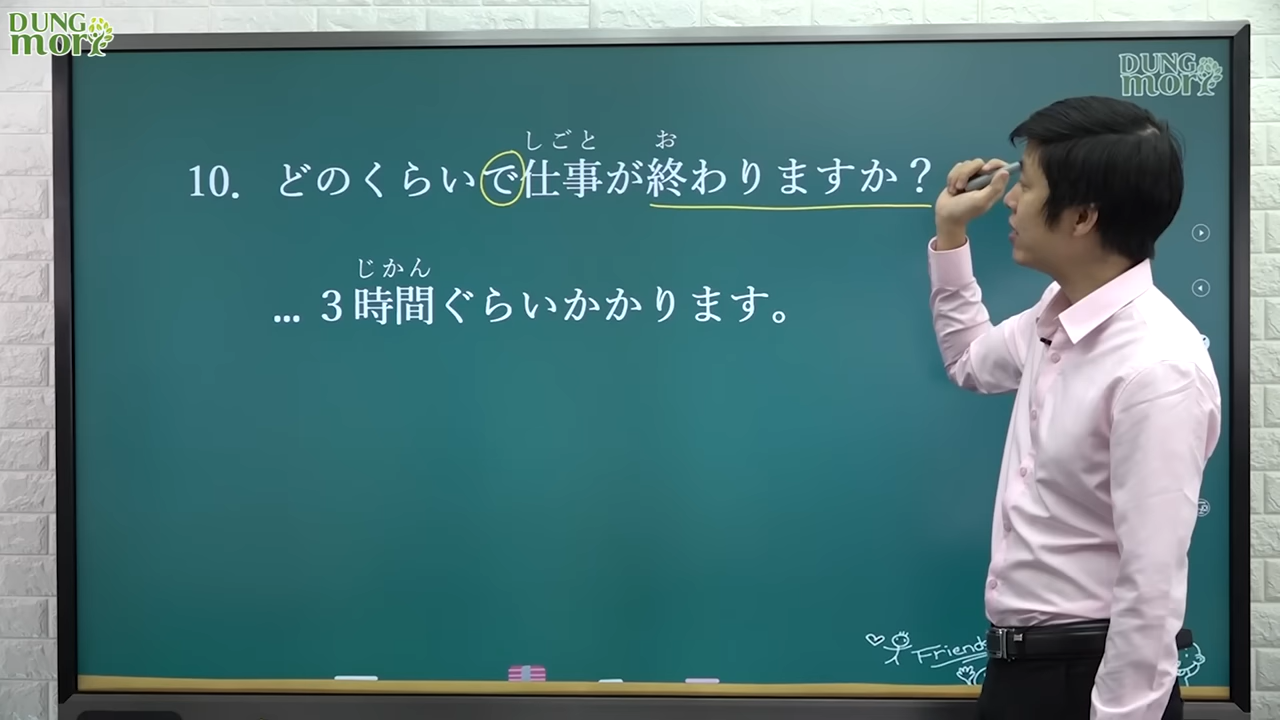 DUNG
mori
DUNG
mori
しごと お
10. どのくらいで仕事が終わりますか？
じかん
... ３時間ぐらいかかります。
Friend